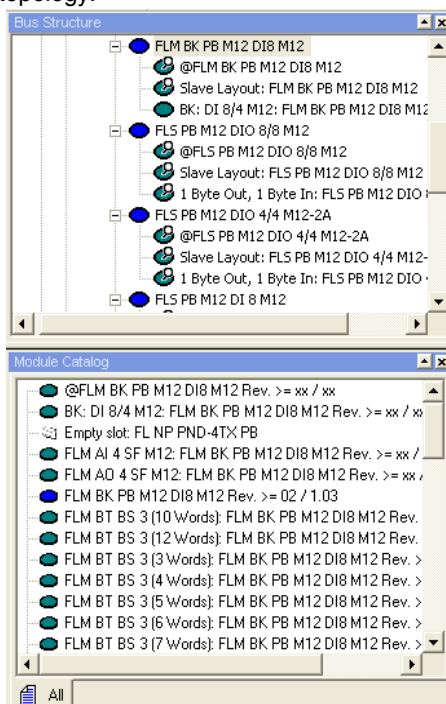 topology.
Bus Structure
FLM BK PB M12 DI8 M12
@FLM BK PB M12 DI8 M12
Slave Layout: FLM BK PB M12 DI8 M12
BK: DI 8/4 M12: FLM BK PB M12 DI8 M12
FLS PB M12 DIO 8/8 M12
@FLS PB M12 DIO 8/8 M12
Slave Layout: FLS PB M12 DIO 8/8 M12
1 Byte Out, 1 Byte In: FLS PB M12 DIO
FLS PB M12 DIO 4/4 M12-2A
@FLS PB M12 DIO 4/4 M12-2A
Slave Layout: FLS PB M12 DIO 4/4 M12-
1 Byte Out, 1 Byte In: FLS PB M12 DIO
FLS PB M12 DI 8 M12
Module Catalog
@FLM BK PB M12 DI8 M12 Rev. >= xx / xx
BK: DI 8/4 M12: FLM BK PB M12 DI8 M12 Rev. >= xx / xx
Empty slot: FL NP PND-4TX PB
FLM AI 4 SF M12: FLM BK PB M12 DI8 M12 Rev. >= xx /
FLM AO 4 SF M12: FLM BK PB M12 DI8 M12 Rev. >= xx
FLM BK PB M12 DI8 M12 Rev. >= 02 / 1.03
FLM BT BS 3 (10 Words): FLM BK PB M12 DI8 M12 Rev.
FLM BT BS 3 (12 Words): FLM BK PB M12 DI8 M12 Rev.
FLM BT BS 3 (3 Words): FLM BK PB M12 DI8 M12 Rev. >
FLM BT BS 3 (4 Words): FLM BK PB M12 DI8 M12 Rev. >
FLM BT BS 3 (5 Words): FLM BK PB M12 DI8 M12 Rev. >
FLM BT BS 3 (6 Words): FLM BK PB M12 DI8 M12 Rev. >
FLM BT BS 3 (7 Words): FLM BK PB M12 DI8 M12 Rev. >
All